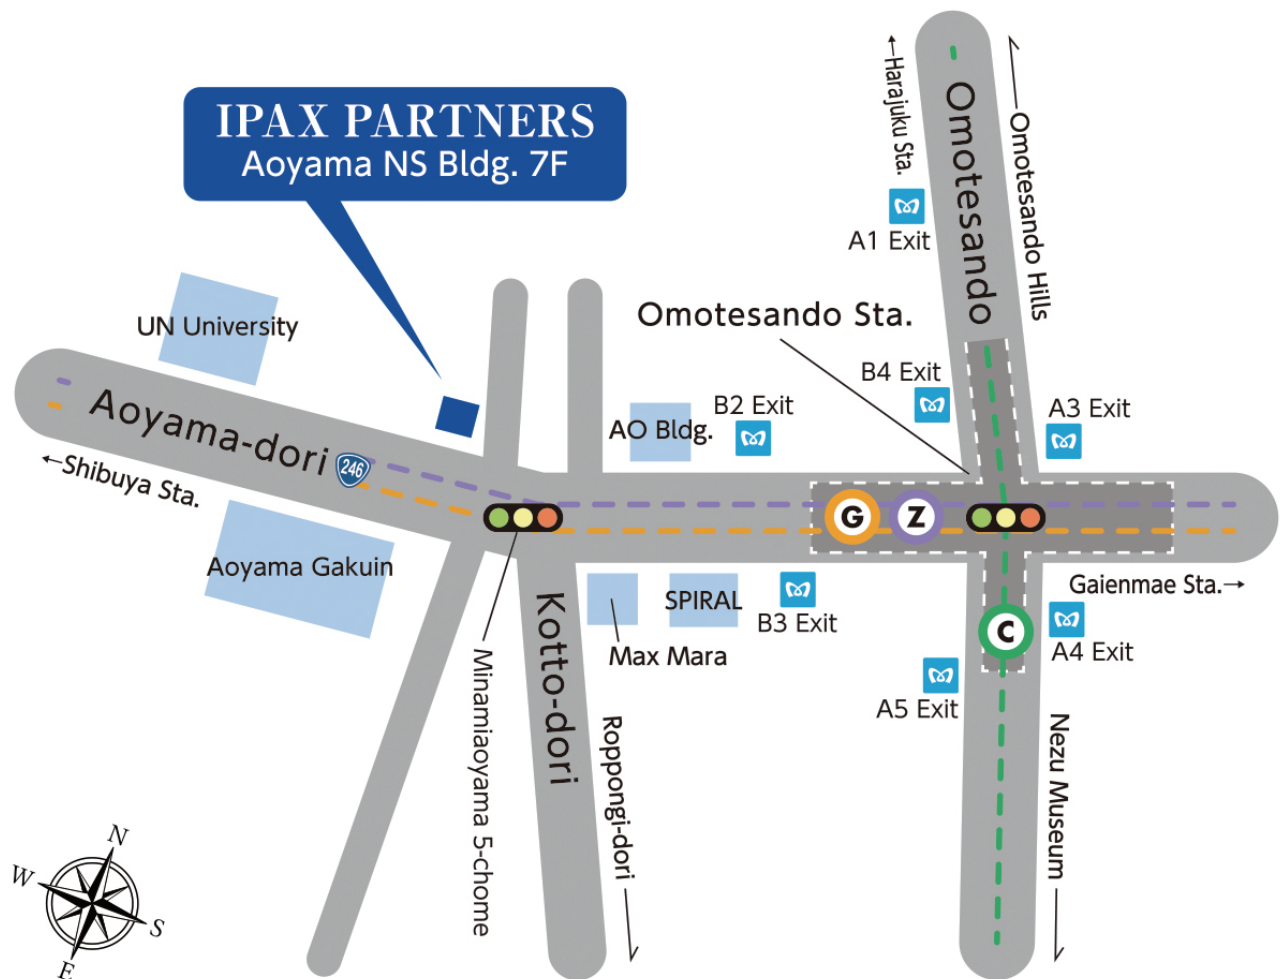 IPAX PARTNERS
Aoyama NS Bldg. 7F
←Harajuku Sta.
Omotesando
Omotesando Hills
A1 Exit
UN University
Omotesando Sta.
B4 Exit
A3 Exit
B2 Exit
AO Bldg.
Aoyama-dori
246
←Shibuya Sta.
G
Z
Aoyama Gakuin
Gaienmae Sta.→
SPIRAL
B3 Exit
Max Mara
C
A4 Exit
A5 Exit
Kotto-dori
Minamiaoyama 5-chome
Roppongi-dori
Nezu Museum
N
W
S
E